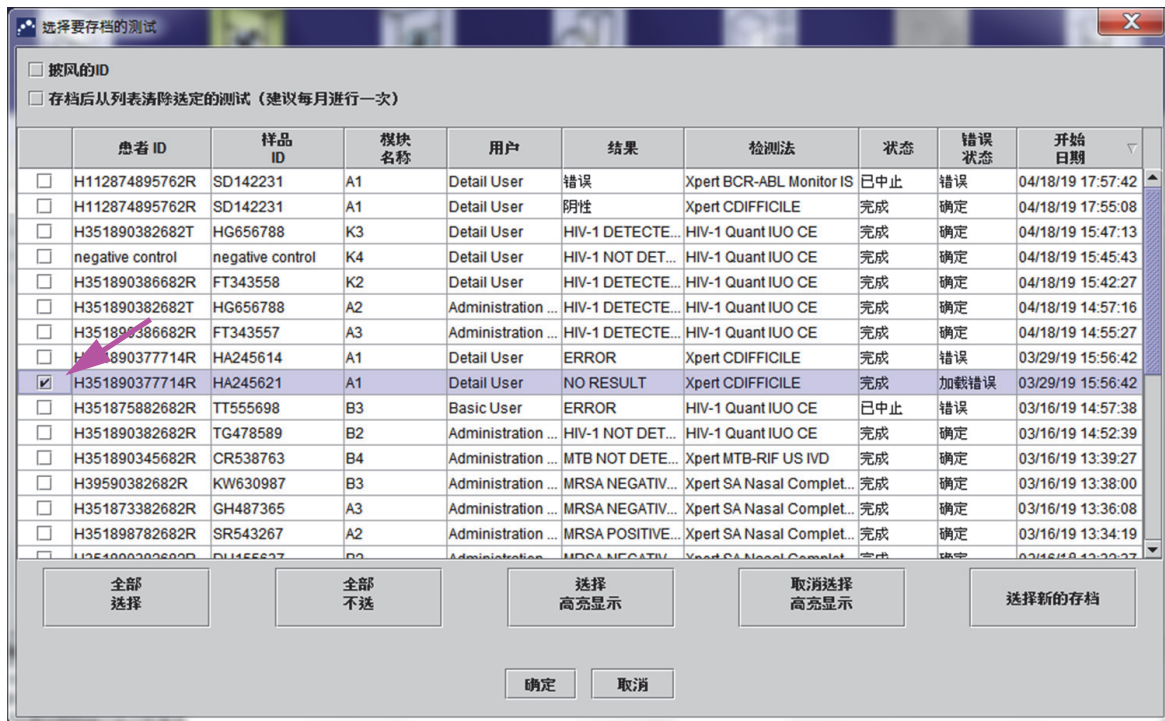 选择要存档的测试
披风的ID
存档后从列表清除选定的测试（建议每月进行一次）
患者 ID 样品 ID 模块 名称 用户 结果 检测法 状态 错误 状态 开始 日期
H112874895762R SD142231 A1 Detail User 错误 Xpert BCR-ABL Monitor IS 已中止 错误 04/18/19 17:57:42
H112874895762R SD142231 A1 Detail User 阴性 Xpert CDIFFICILE 完成 确定 04/18/19 17:55:08
H351890382682T HG656788 K3 Detail User HIV-1 DETECTE... HIV-1 Quant IUO CE 完成 确定 04/18/19 15:47:13
negative control negative control K4 Detail User HIV-1 NOT DET... HIV-1 Quant IUO CE 完成 确定 04/18/19 15:45:43
H351890386682R FT343558 K2 Detail User HIV-1 DETECTE... HIV-1 Quant IUO CE 完成 确定 04/18/19 15:42:27
H351890382682T HG656788 A2 Administration ... HIV-1 DETECTE... HIV-1 Quant IUO CE 完成 确定 04/18/19 14:57:16
H351890386682R FT343557 A3 Administration ... HIV-1 DETECTE... HIV-1 Quant IUO CE 完成 确定 04/18/19 14:55:27
HA245614 A1 Detail User ERROR Xpert CDIFFICILE 完成 错误 03/29/19 15:56:42
H351890377714R HA245621 A1 Detail User NO RESULT Xpert CDIFFICILE 完成 加载错误 03/29/19 15:56:42
H351875882682R TT555698 B3 Basic User ERROR HIV-1 Quant IUO CE 已中止 错误 03/16/19 14:57:38
H351890382682R TG478589 B2 Administration ... HIV-1 NOT DET... HIV-1 Quant IUO CE 完成 确定 03/16/19 14:52:39
H351890345682R CR538763 B4 Administration ... MTB NOT DETE... Xpert MTB-RIF US IVD 完成 确定 03/16/19 13:39:27
H39590382682R KW630987 B3 Administration ... MRSA NEGATIV... Xpert SA Nasal Complet... 完成 确定 03/16/19 13:38:00
H351873382682R GH487365 A3 Administration ... MRSA NEGATIV... Xpert SA Nasal Complet... 完成 确定 03/16/19 13:36:08
H351898782682R SR543267 A2 Administration ... MRSA POSITIVE... Xpert SA Nasal Complet... 完成 确定 03/16/19 13:34:19
全部 选择 全部 不选 选择 高亮显示 取消选择 高亮显示 选择新的存档
确定 取消